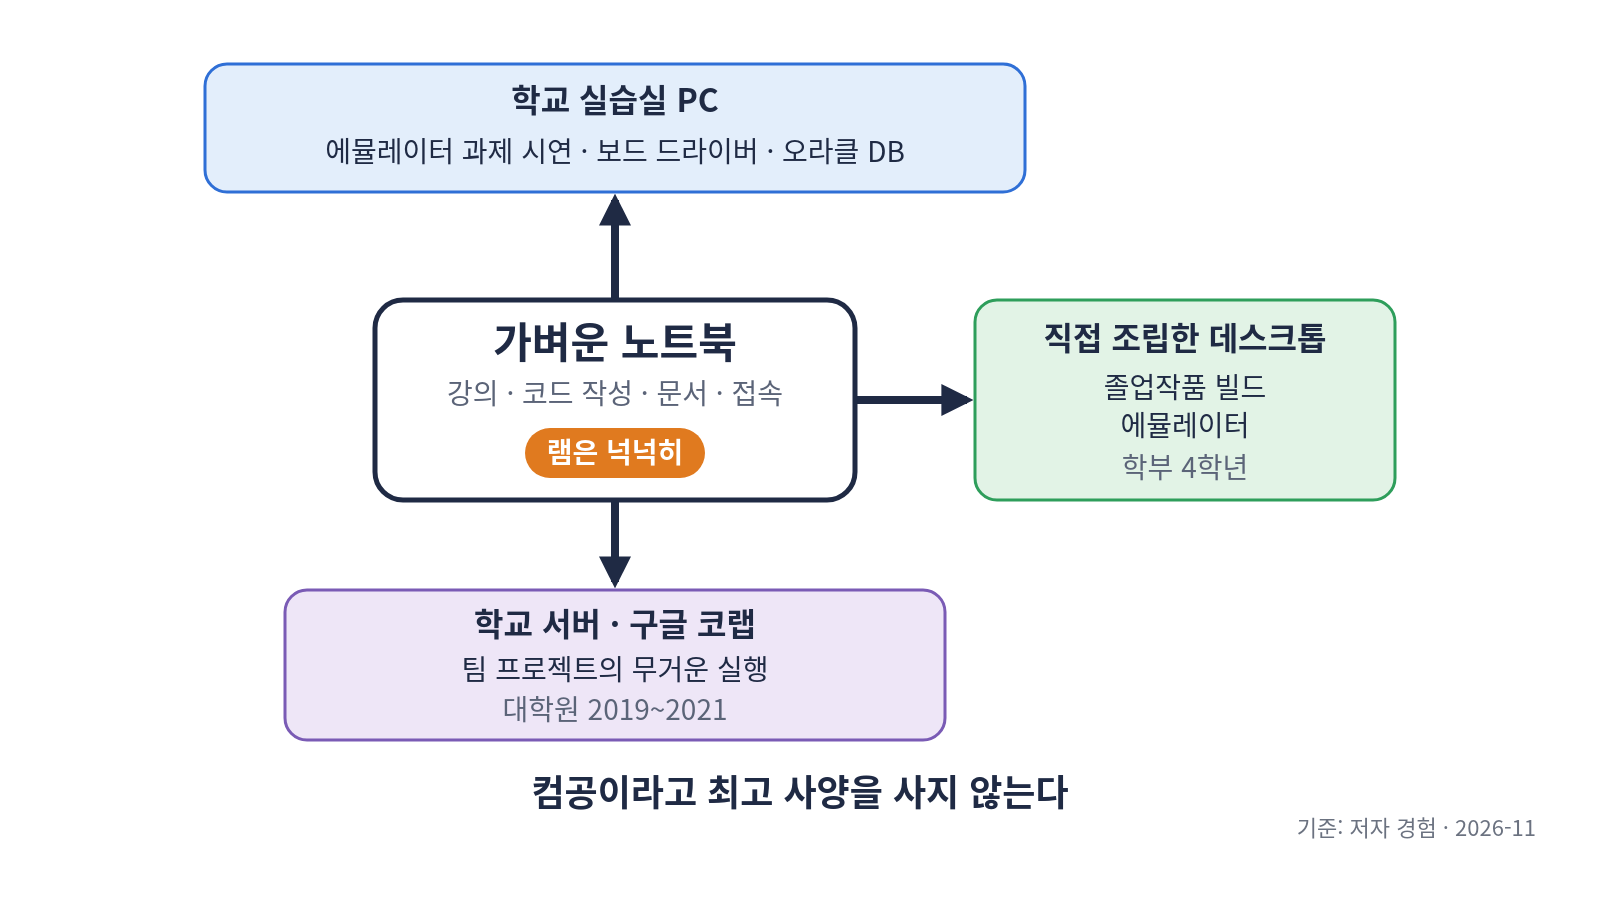 학교 실습실 PC
에뮬레이터 과제 시연 · 보드 드라이버 · 오라클 DB
가벼운 노트북
강의 · 코드 작성 · 문서 · 접속
램은 넉넉히
직접 조립한 데스크톱
졸업작품 빌드
에뮬레이터
학부 4학년
학교 서버 · 구글 코랩
팀 프로젝트의 무거운 실행
대학원 2019~2021
컴공이라고 최고 사양을 사지 않는다
기준: 저자 경험 · 2026-11